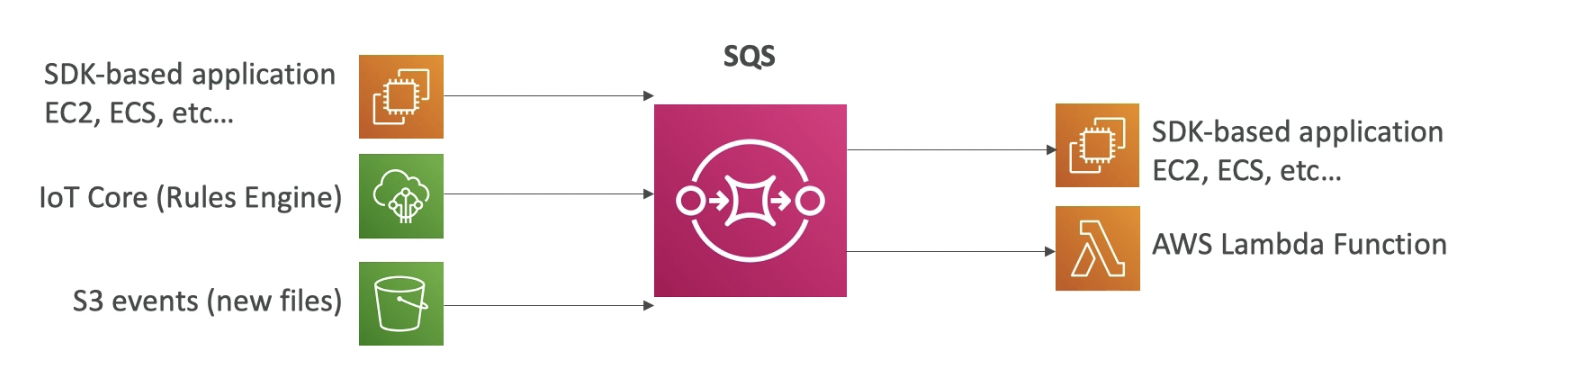 SQS
SDK-based application
EC2, ECS, etc...
IoT Core (Rules Engine)
S3 events (new files)
SDK-based application
EC2, ECS, etc...
AWS Lambda Function